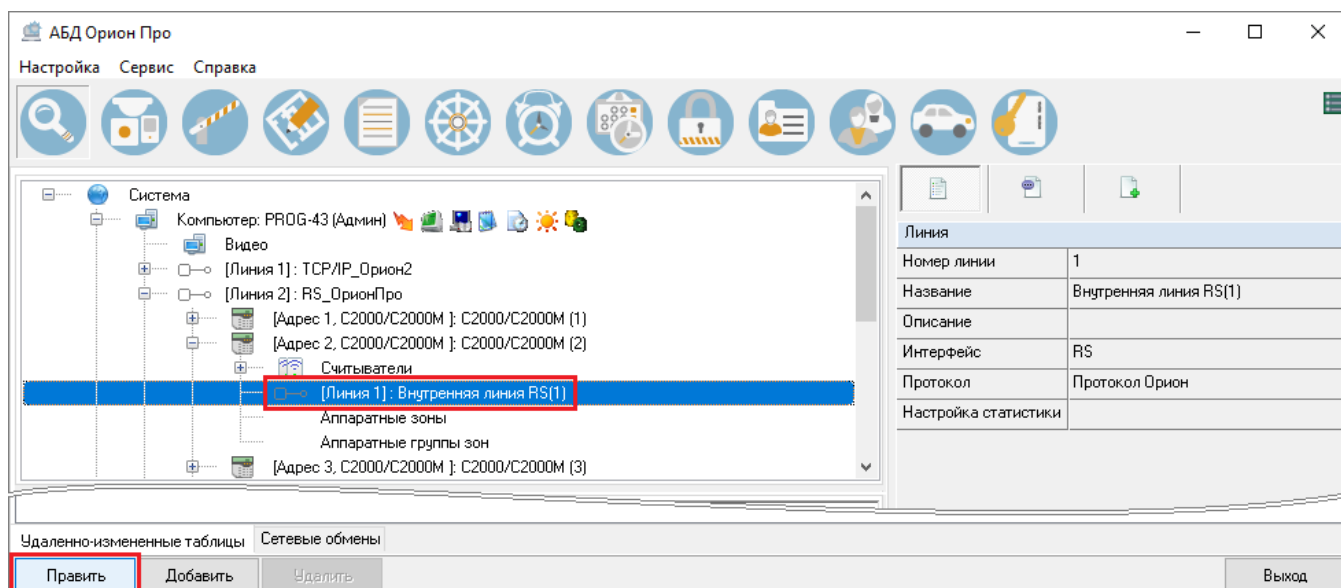 АБД Орион Про
Настройка Сервис Справка
Система
Компьютер: PROG-43 (Админ)
Видео
[Линия 1] : TCP/IP_Орион2
[Линия 2] : RS_ОрионПро
[Адрес 1, С2000/С2000М ]: С2000/С2000М (1)
[Адрес 2, С2000/С2000М ]: С2000/С2000М (2)
Считыватели
[Линия 1] : Внутренняя линия RS(1)
Аппаратные зоны
Аппаратные группы зон
[Адрес 3, С2000/С2000М ]: С2000/С2000М (3)
Линия
Номер линии 1
Название Внутренняя линия RS(1)
Описание
Интерфейс RS
Протокол Протокол Орион
Настройка статистики
Удаленно-измененные таблицы Сетевые обмены
Править Добавить Удалить Выход